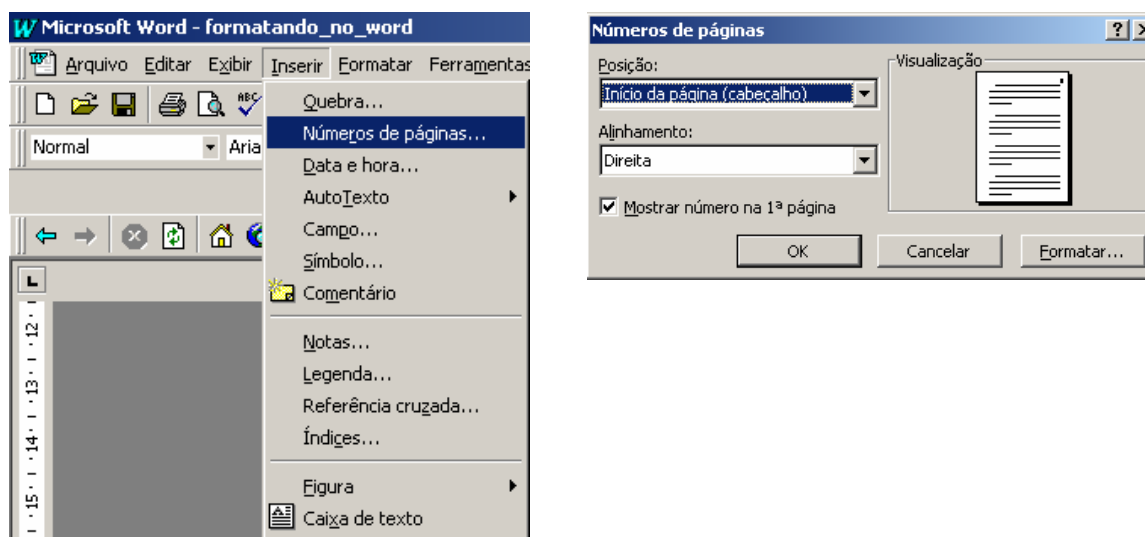 Microsoft Word - formatando_no_word
Arquivo Editar Exibir Inserir Formatar Ferramentas
Normal Aria
Quebra...
Números de páginas...
Data e hora...
AutoTexto
Campo...
Símbolo...
Comentário
Notas...
Legenda...
Referência cruzada...
Índices...
Figura
Caixa de texto
L
12
13
14
15
Números de páginas
Posição:
Início da página (cabeçalho)
Alinhamento:
Direita
Mostrar número na 1ª página
Visualização
OK Cancelar Formatar...